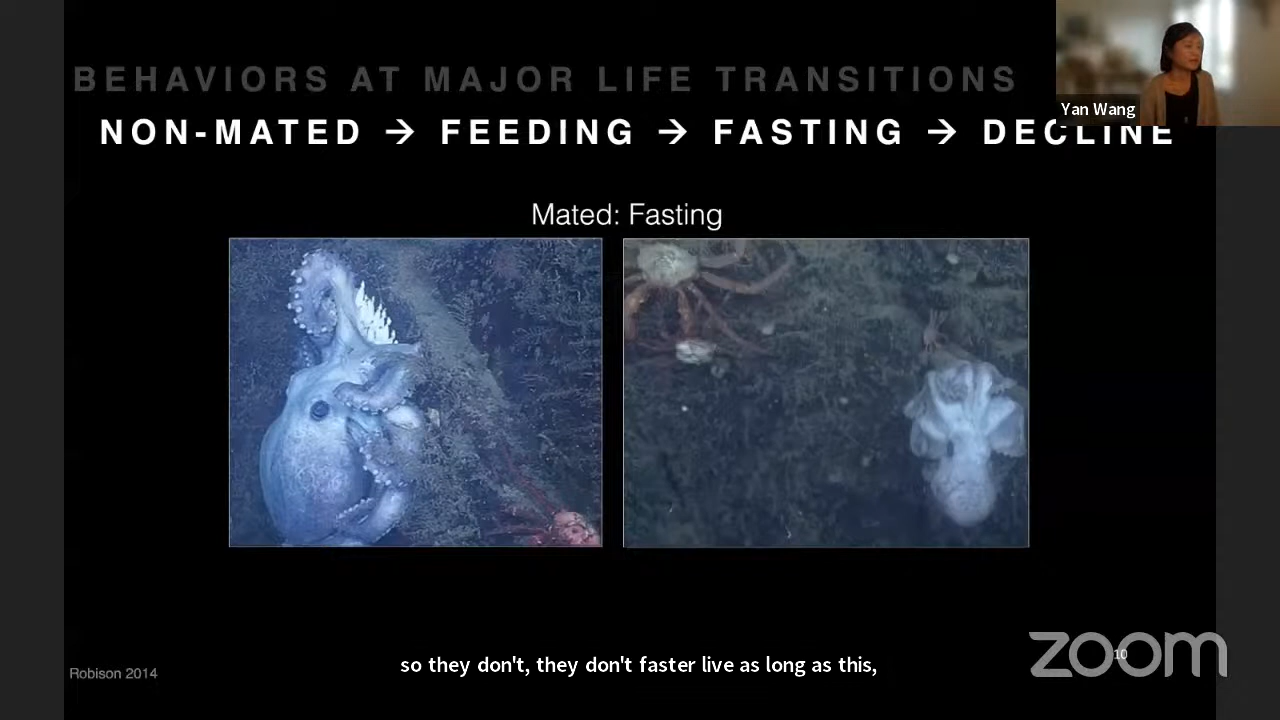 BEHAVIORS AT MAJOR LIFE TRANSITIONS
Yan Wang
NON-MATED → FEEDING → FASTING → DECLINE
Mated: Fasting
so they don't, they don't faster live as long as this,
Robison 2014
10
zoom